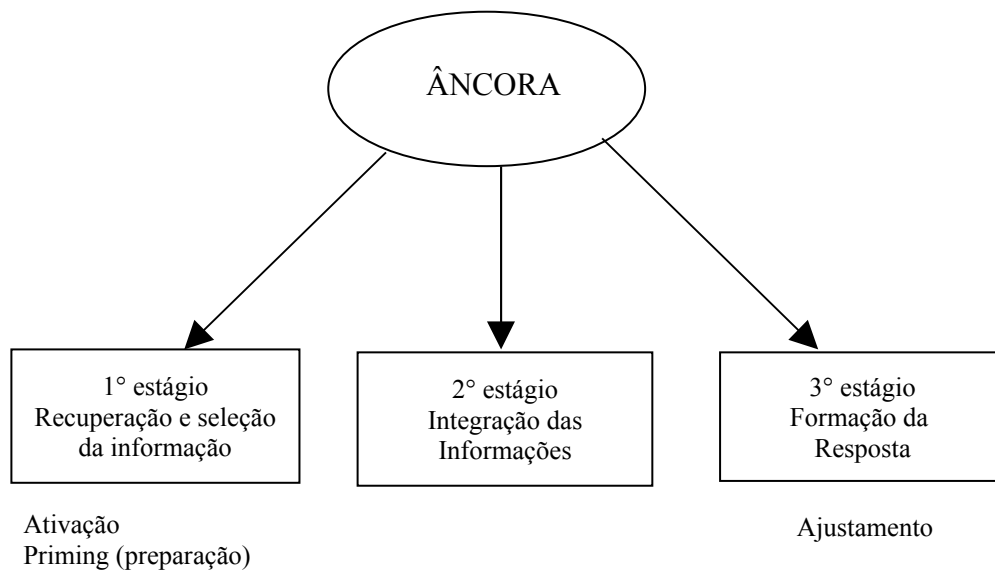 ÂNCORA
1° estágio
Recuperação e seleção
da informação
2° estágio
Integração das
Informações
3° estágio
Formação da
Resposta
Ativação
Priming (preparação)
Ajustamento